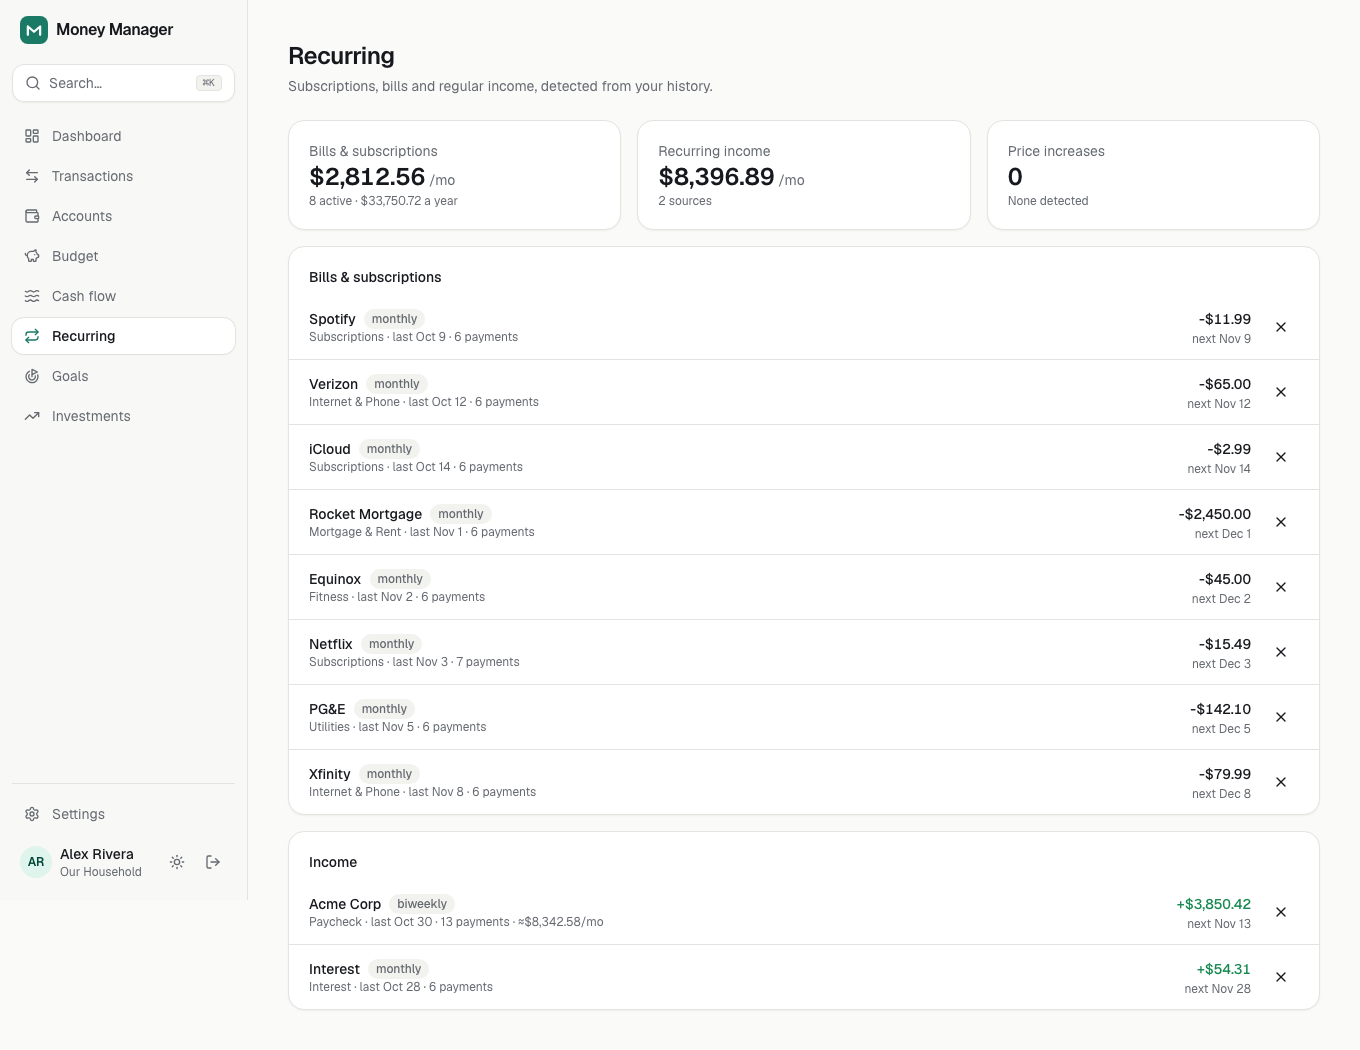 Money Manager
Search...
⌘K
Dashboard
Transactions
Accounts
Budget
Cash flow
Recurring
Goals
Investments
Settings
AR
Alex Rivera
Our Household
Recurring
Subscriptions, bills and regular income, detected from your history.
Bills & subscriptions
$2,812.56 /mo
8 active · $33,750.72 a year
Recurring income
$8,396.89 /mo
2 sources
Price increases
0
None detected
Bills & subscriptions
Spotify monthly
Subscriptions · last Oct 9 · 6 payments
-$11.99
next Nov 9
Verizon monthly
Internet & Phone · last Oct 12 · 6 payments
-$65.00
next Nov 12
iCloud monthly
Subscriptions · last Oct 14 · 6 payments
-$2.99
next Nov 14
Rocket Mortgage monthly
Mortgage & Rent · last Nov 1 · 6 payments
-$2,450.00
next Dec 1
Equinox monthly
Fitness · last Nov 2 · 6 payments
-$45.00
next Dec 2
Netflix monthly
Subscriptions · last Nov 3 · 7 payments
-$15.49
next Dec 3
PG&E monthly
Utilities · last Nov 5 · 6 payments
-$142.10
next Dec 5
Xfinity monthly
Internet & Phone · last Nov 8 · 6 payments
-$79.99
next Dec 8
Income
Acme Corp biweekly
Paycheck · last Oct 30 · 13 payments · ≈$8,342.58/mo
+$3,850.42
next Nov 13
Interest monthly
Interest · last Oct 28 · 6 payments
+$54.31
next Nov 28